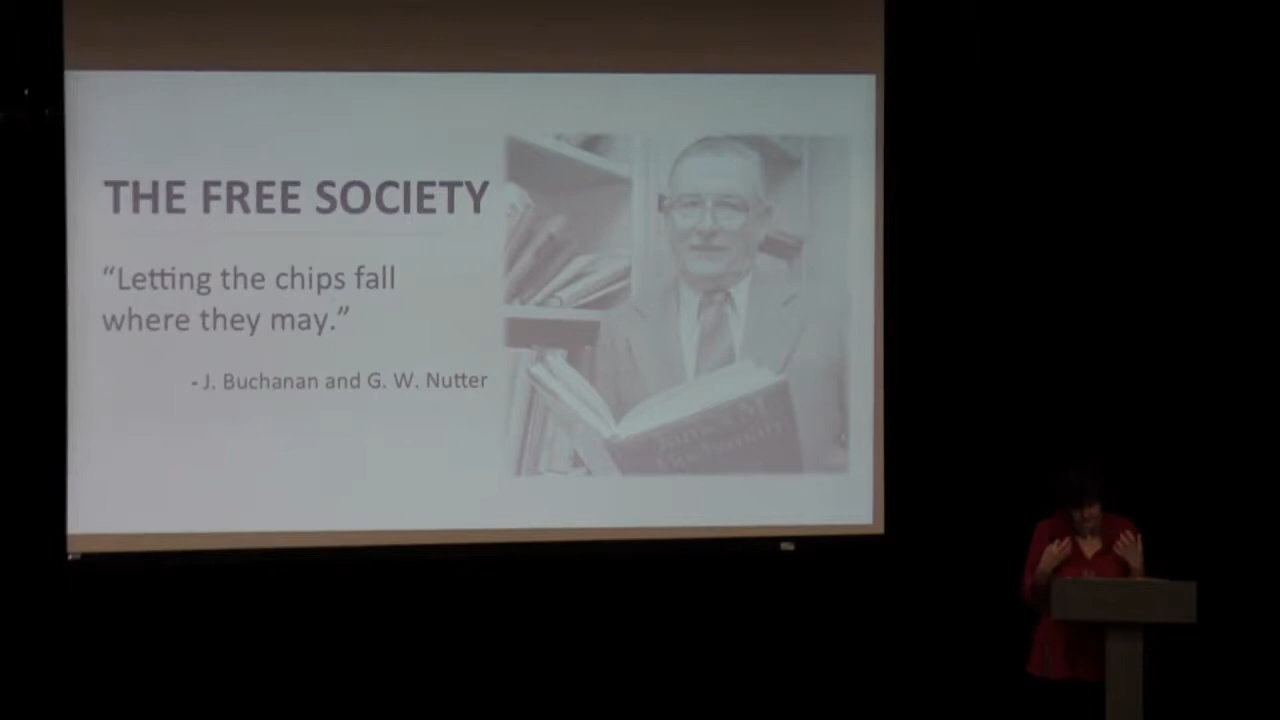 THE FREE SOCIETY
“Letting the chips fall
where they may.”
- J. Buchanan and G. W. Nutter